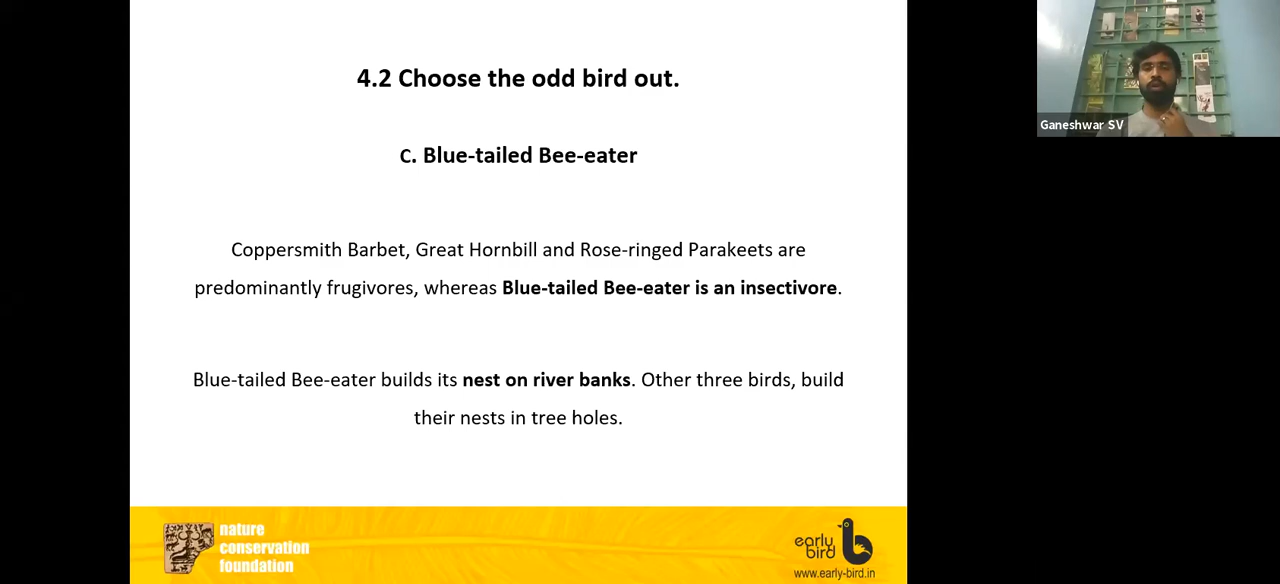 4.2 Choose the odd bird out.
C. Blue-tailed Bee-eater
Coppersmith Barbet, Great Hornbill and Rose-ringed Parakeets are
predominantly frugivores, whereas Blue-tailed Bee-eater is an insectivore.
Blue-tailed Bee-eater builds its nest on river banks. Other three birds, build
their nests in tree holes.
nature
conservation
foundation
early
bird
www.early-bird.in
Ganeshwar SV